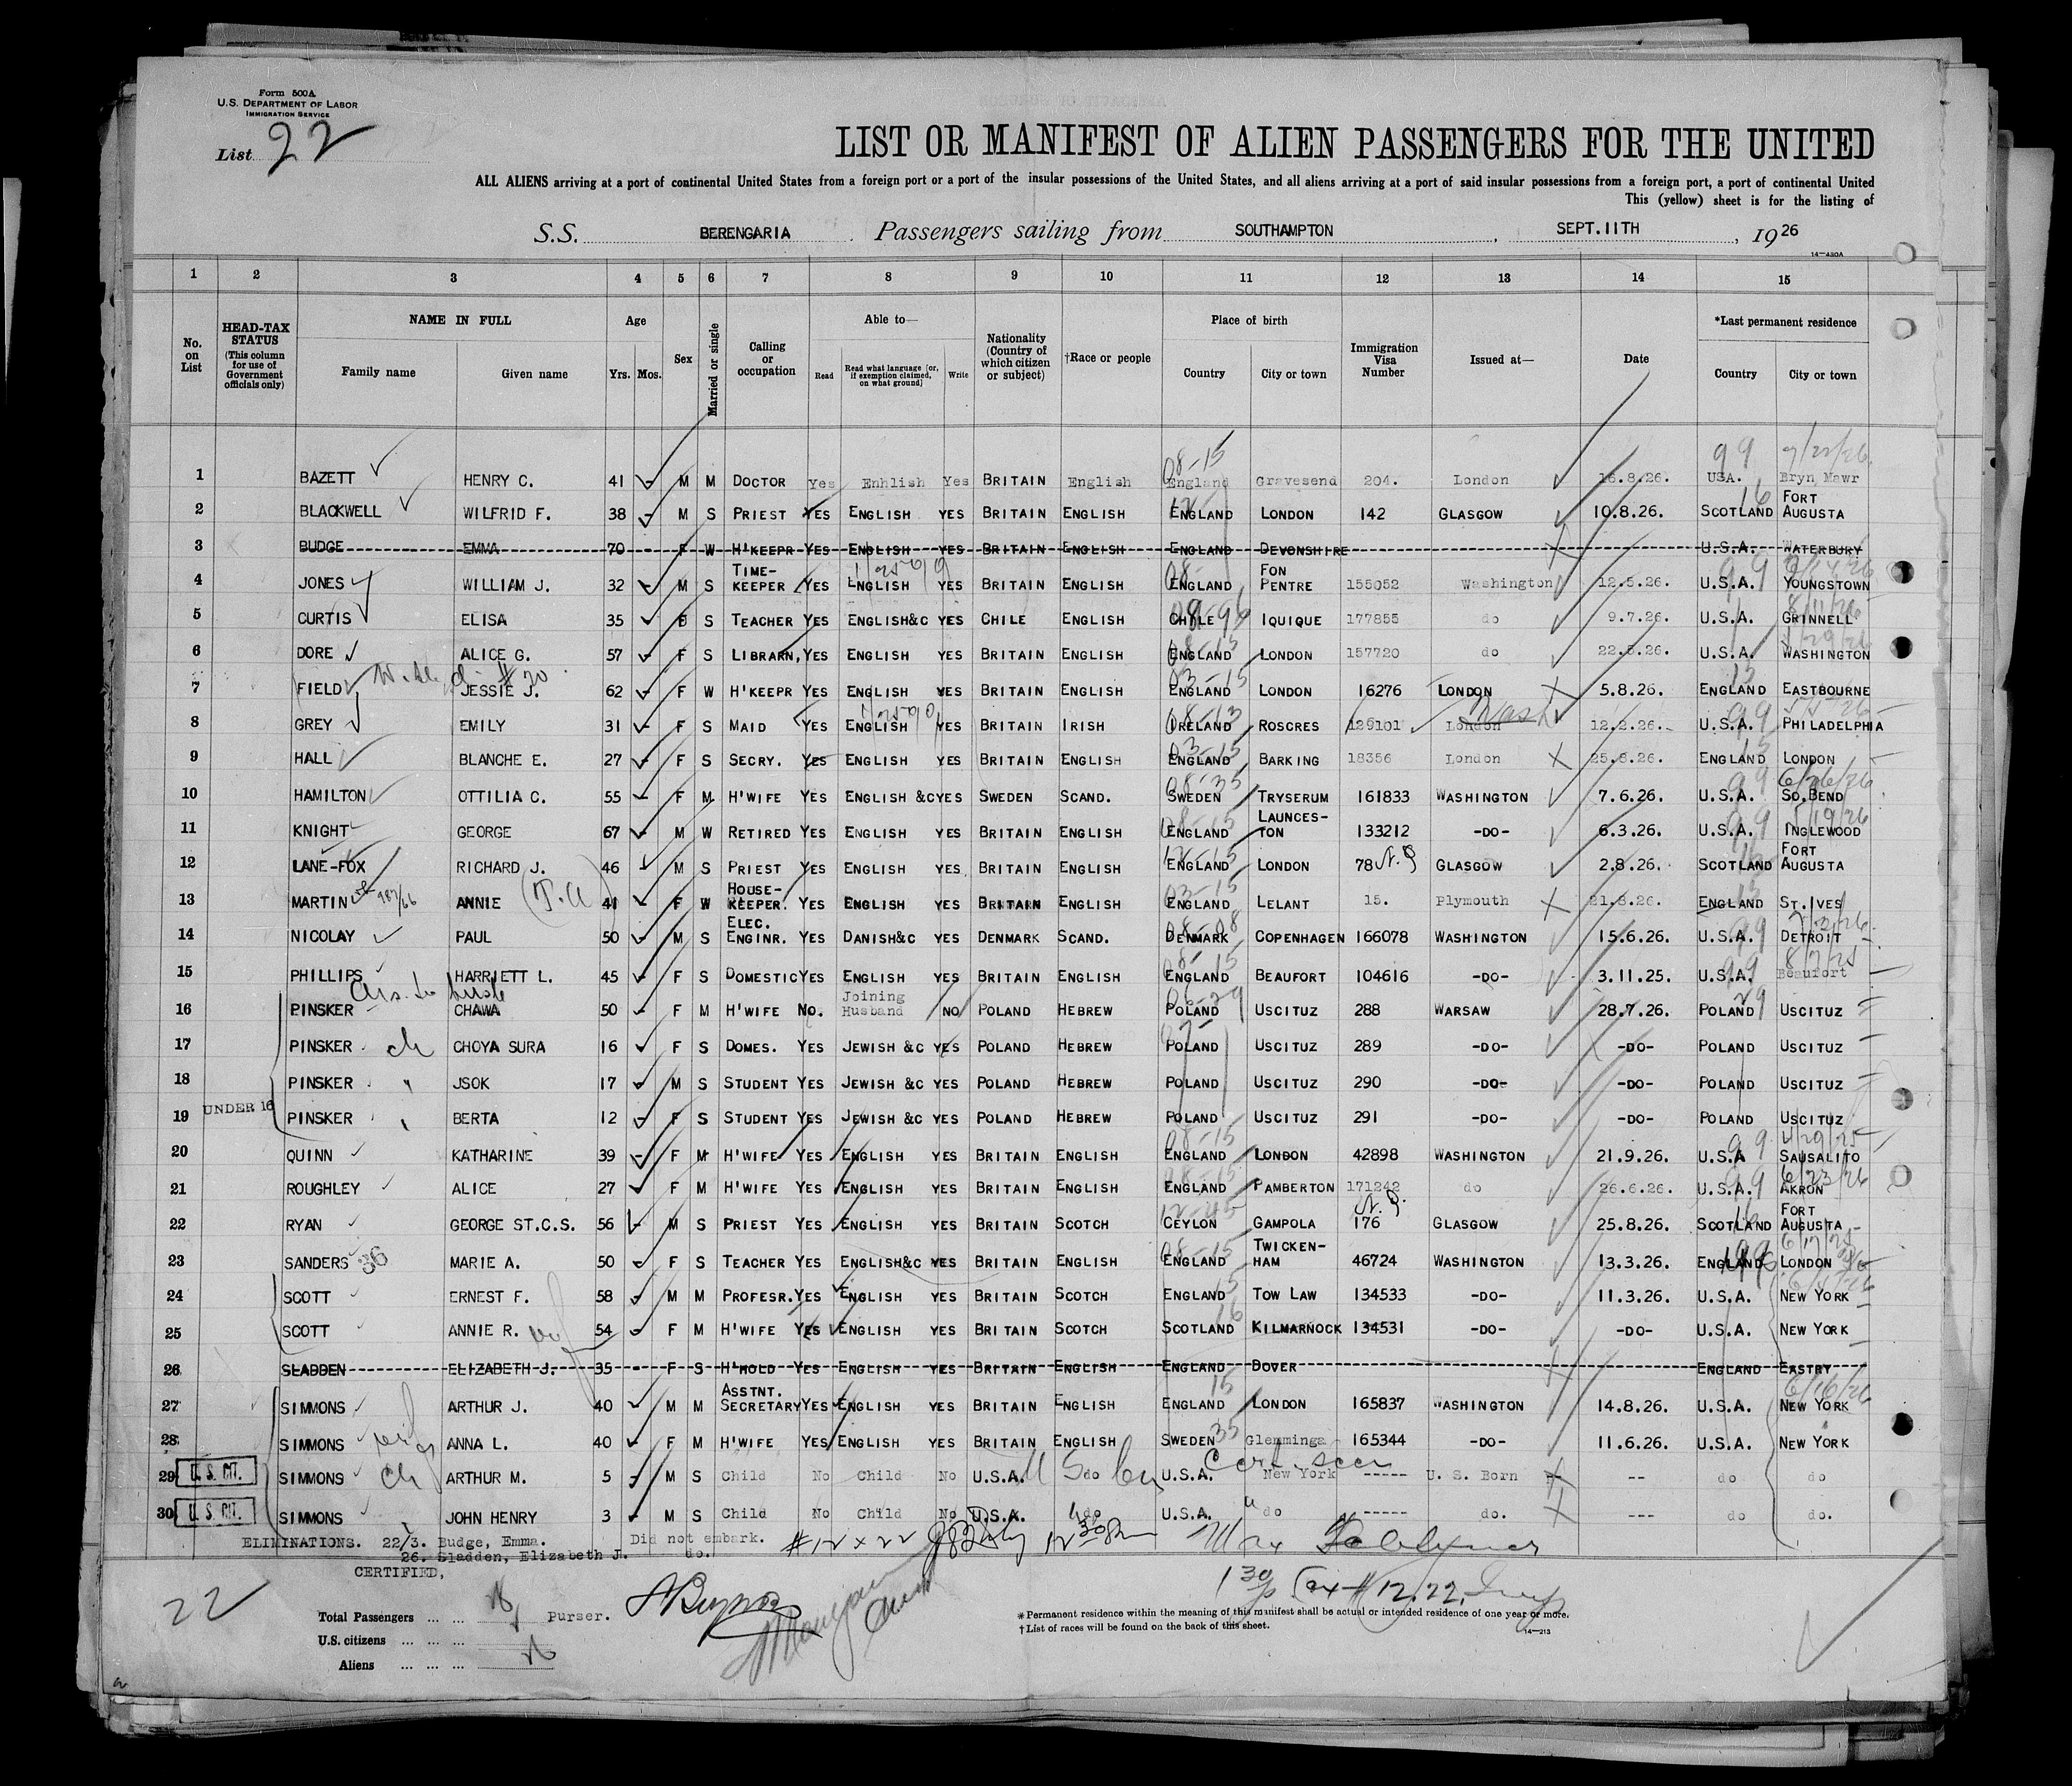 Form 500A
U.S. DEPARTMENT OF LABOR
IMMIGRATION SERVICE
List 22
LIST OR MANIFEST OF ALIEN PASSENGERS FOR THE UNITED
ALL ALIENS arriving at a port of continental United States from a foreign port or a port of the insular possessions of the United States, and all aliens arriving at a port of said insular possessions from a foreign port, a port of continental United
This (yellow) sheet is for the listing of
S.S. BERENGARIA Passengers sailing from SOUTHAMPTON, SEPT.11TH, 1926
14-430A
1 2 3 4 5 6 7 8 9 10 11 12 13 14 15
No. on List HEAD-TAX STATUS (This column for use of Government officials only) NAME IN FULL Family name Given name Age Yrs. Mos. Sex Married or single Calling or occupation Able to— Read Read what language [or, if exemption claimed, on what ground] Write Nationality (Country of which citizen or subject) †Race or people Place of birth Country City or town Immigration Visa Number Issued at— Date *Last permanent residence Country City or town
1 BAZETT HENRY C. 41 - M M DOCTOR Yes Enhlish Yes BRITAIN English England Gravesend 204. London 16.8.26. USA. Bryn Mawr
2 BLACKWELL WILFRID F. 38 - M S PRIEST YES ENGLISH YES BRITAIN ENGLISH ENGLAND LONDON 142 GLASGOW 10.8.26. SCOTLAND FORT AUGUSTA
3 BUDGE EMMA 70 - F W H'KEEPR YES ENGLISH YES BRITAIN ENGLISH ENGLAND DEVONSHIRE U.S.A. WATERBURY
4 JONES WILLIAM J. 32 - M S TIME-KEEPER YES ENGLISH YES BRITAIN ENGLISH ENGLAND FON PENTRE 155052 Washington 12.5.26. U.S.A. YOUNGSTOWN
5 CURTIS ELISA 35 - S TEACHER YES ENGLISH&C YES CHILE ENGLISH CHILE IQUIQUE 177855 do 9.7.26. U.S.A. GRINNELL
6 DORE ALICE G. 57 - F S LIBRARN, YES ENGLISH YES BRITAIN ENGLISH ENGLAND LONDON 157720 do 22.5.26. U.S.A. WASHINGTON
7 FIELD JESSIE J. 62 - F W H'KEEPR YES ENGLISH YES BRITAIN ENGLISH ENGLAND LONDON 16276 LONDON 5.8.26. ENGLAND EASTBOURNE
8 GREY EMILY 31 - F S MAID YES ENGLISH YES BRITAIN IRISH IRELAND ROSCRES 129101 London Wash 12.2.26. U.S.A. PHILADELPHIA
9 HALL BLANCHE E. 27 - F S SECRY. YES ENGLISH YES BRITAIN ENGLISH ENGLAND BARKING 18356 London 25.8.26. ENGLAND LONDON
10 HAMILTON OTTILIA C. 55 - F M H'WIFE YES ENGLISH &C YES SWEDEN SCAND. SWEDEN TRYSERUM 161833 WASHINGTON 7.6.26. U.S.A. SO.BEND
11 KNIGHT GEORGE 67 - M W RETIRED YES ENGLISH YES BRITAIN ENGLISH ENGLAND LAUNCES-TON 133212 -DO- 6.3.26. U.S.A. INGLEWOOD
12 LANE-FOX RICHARD J. 46 - M S PRIEST YES ENGLISH YES BRITAIN ENGLISH ENGLAND LONDON 78 GLASGOW 2.8.26. SCOTLAND FORT AUGUSTA
13 MARTIN ANNIE 41 - F W HOUSE-KEEPER. YES ENGLISH YES BRITAIN ENGLISH ENGLAND LELANT 15. Plymouth 21.8.26. ENGLAND ST.IVES
14 NICOLAY PAUL 50 - M S ELEC. ENGINR. YES DANISH&C YES DENMARK SCAND. DENMARK COPENHAGEN 166078 WASHINGTON 15.6.26. U.S.A. DETROIT
15 PHILLIPS HARRIETT L. 45 - F S DOMESTIC YES ENGLISH YES BRITAIN ENGLISH ENGLAND BEAUFORT 104616 -DO- 3.11.25. U.S.A. Beaufort
16 PINSKER CHAWA 50 - F M H'WIFE NO. Joining Husband NO POLAND HEBREW POLAND USCITUZ 288 WARSAW 28.7.26. POLAND USCITUZ
17 PINSKER ch CHOYA SURA 16 F S DOMES. YES JEWISH &C YES POLAND HEBREW POLAND USCITUZ 289 -DO- -DO- POLAND USCITUZ
18 PINSKER " JSOK 17 - M S STUDENT YES JEWISH &C YES POLAND HEBREW POLAND USCITUZ 290 -DO- -DO- POLAND USCITUZ
19 UNDER 16 PINSKER BERTA 12 - F S STUDENT YES JEWISH &C YES POLAND HEBREW POLAND USCITUZ 291 -DO- -DO- POLAND USCITUZ
20 QUINN KATHARINE 39 - F M H'WIFE YES ENGLISH YES BRITAIN ENGLISH ENGLAND LONDON 42898 WASHINGTON 21.9.26. U.S.A SAUSALITO
21 ROUGHLEY ALICE 27 - F M H'WIFE YES ENGLISH YES BRITAIN ENGLISH ENGLAND PAMBERTON 171242 do 26.6.26. U.S.A. AKRON
22 RYAN GEORGE ST.C.S. 56 - M S PRIEST YES ENGLISH YES BRITAIN SCOTCH CEYLON GAMPOLA 176 GLASGOW 25.8.26. SCOTLAND FORT AUGUSTA
23 SANDERS 36 MARIE A. 50 - F S TEACHER YES ENGLISH&C YES BRITAIN ENGLISH ENGLAND TWICKEN-HAM 46724 WASHINGTON 13.3.26. ENGLAND LONDON
24 SCOTT ERNEST F. 58 - M M PROFESR. YES ENGLISH YES BRITAIN SCOTCH ENGLAND TOW LAW 134533 -DO- 11.3.26. U.S.A. NEW YORK
25 SCOTT ANNIE R. 54 - F M H'WIFE YES ENGLISH YES BRITAIN SCOTCH SCOTLAND KILMARNOCK 134531 -DO- -DO- U.S.A. NEW YORK
26 SLADDEN ELIZABETH J. 35 - F S H'HOLD YES ENGLISH YES BRITAIN ENGLISH ENGLAND DOVER ENGLAND EASTRY
27 SIMMONS ARTHUR J. 40 - M M ASSTNT. SECRETARY YES ENGLISH YES BRITAIN ENGLISH ENGLAND LONDON 165837 WASHINGTON 14.8.26. U.S.A. NEW YORK
28 SIMMONS ANNA L. 40 - F M H'WIFE YES ENGLISH YES BRITAIN ENGLISH SWEDEN Glemminga 165344 -DO- 11.6.26. U.S.A. NEW YORK
29 U.S. CIT. SIMMONS ch ARTHUR M. 5 M S Child No Child No U.S.A. do U.S.A. New York ----- U.S. Born -- do do
30 U.S. CIT. SIMMONS JOHN HENRY 3 - M S Child No Child No U.S.A. do U.S.A. do ----- do. --- do do.
ELIMINATIONS. 22/3. Budge, Emma. Did not embark.
26. Sladden, Elizabeth J. do.
CERTIFIED,
22
Total Passengers ... ... Purser.
U.S. citizens ... ... ...
Aliens ... ... ...
*Permanent residence within the meaning of this manifest shall be actual or intended residence of one year or more.
†List of races will be found on the back of this sheet.
14-213